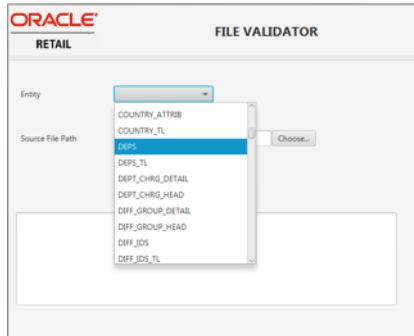 ORACLE
RETAIL
FILE VALIDATOR
Entity
COUNTRY_ATTRIB
COUNTRY_TL
Source File Path
DEPS
Choose...
DEPS_TL
DEPT_CHRG_DETAIL
DEPT_CHRG_HEAD
DIFF_GROUP_DETAIL
DIFF_GROUP_HEAD
DIFF_IDS
DIFF_IDS_TL